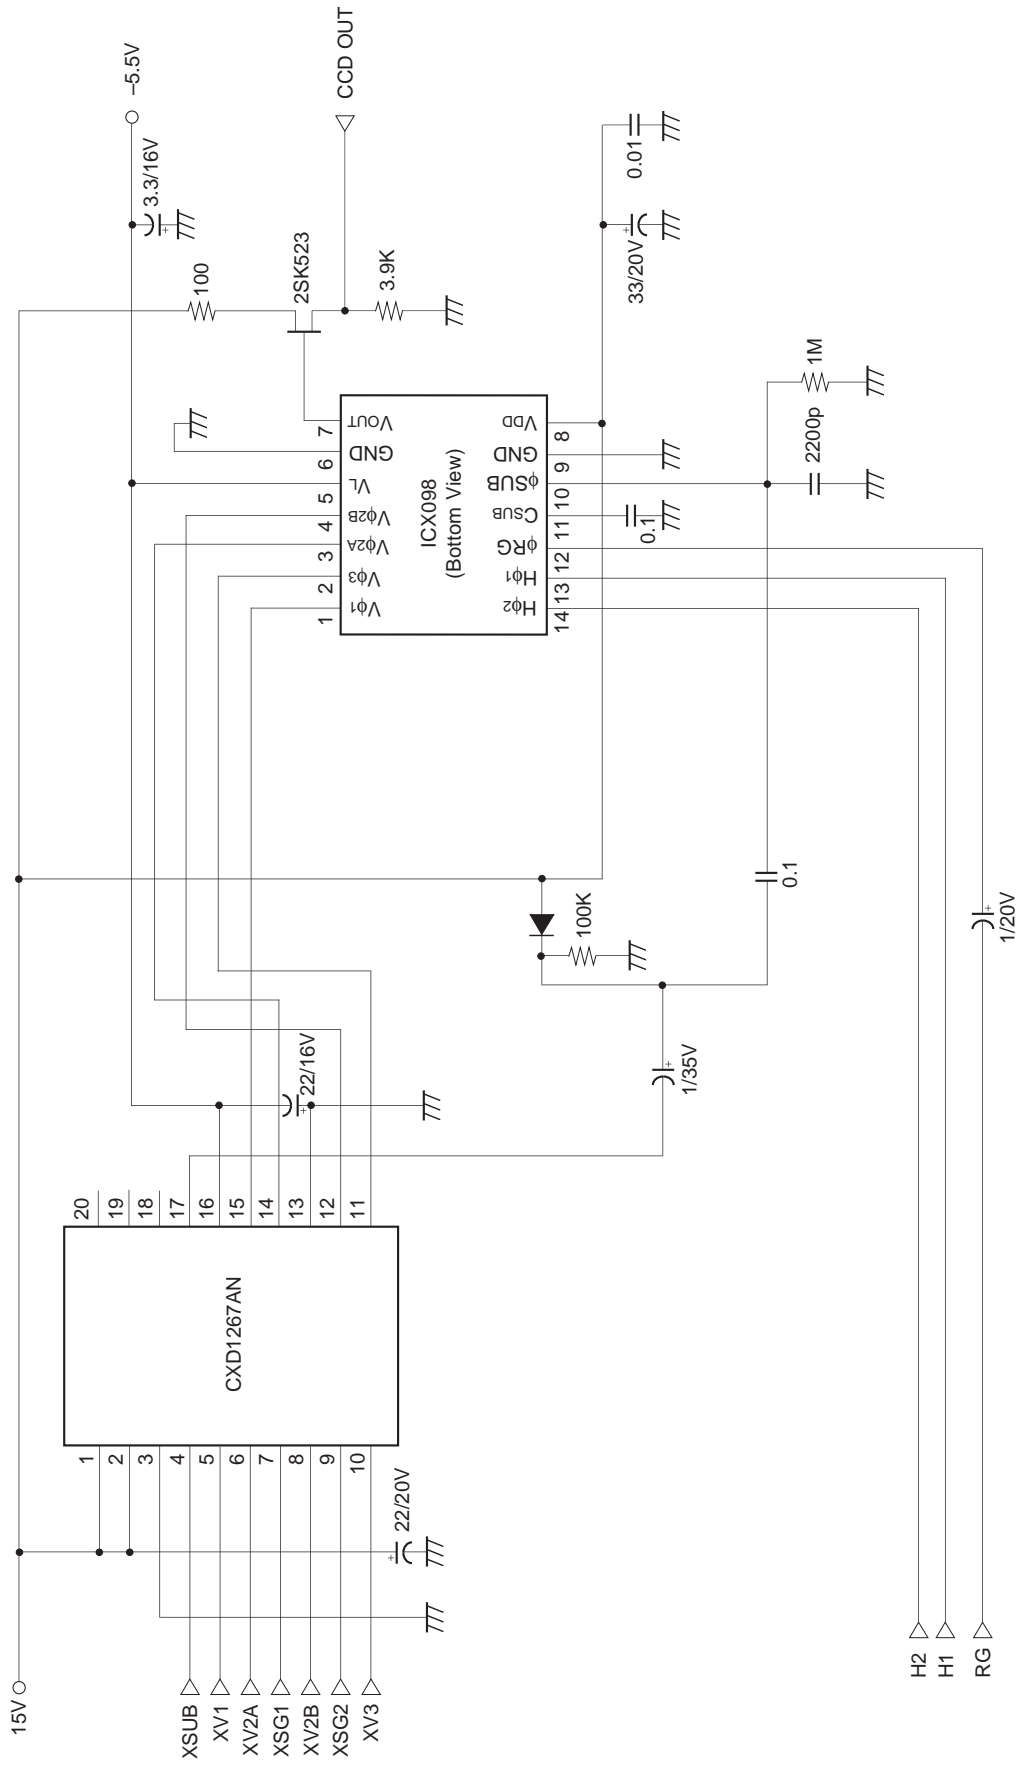 15V
XSUB
XV1
XV2A
XSG1
XV2B
XSG2
XV3
22/20V
1
2
3
4
5
6
7
8
9
10
CXD1267AN
20
19
18
17
16
15
14
13
12
11
22/16V
1/35V
100K
0.1
1/20V
–5.5V
3.3/16V
100
2SK523
CCD OUT
3.9K
7
6
5
4
3
2
1
VOUT
GND
VL
Vϕ2B
Vϕ2A
Vϕ3
Vϕ1
ICX098
(Bottom View)
VDD
GND
ϕSUB
CSUB
ϕRG
Hϕ1
Hϕ2
8
9
10
11
12
13
14
0.1
33/20V
0.01
1M
2200p
H2
H1
RG